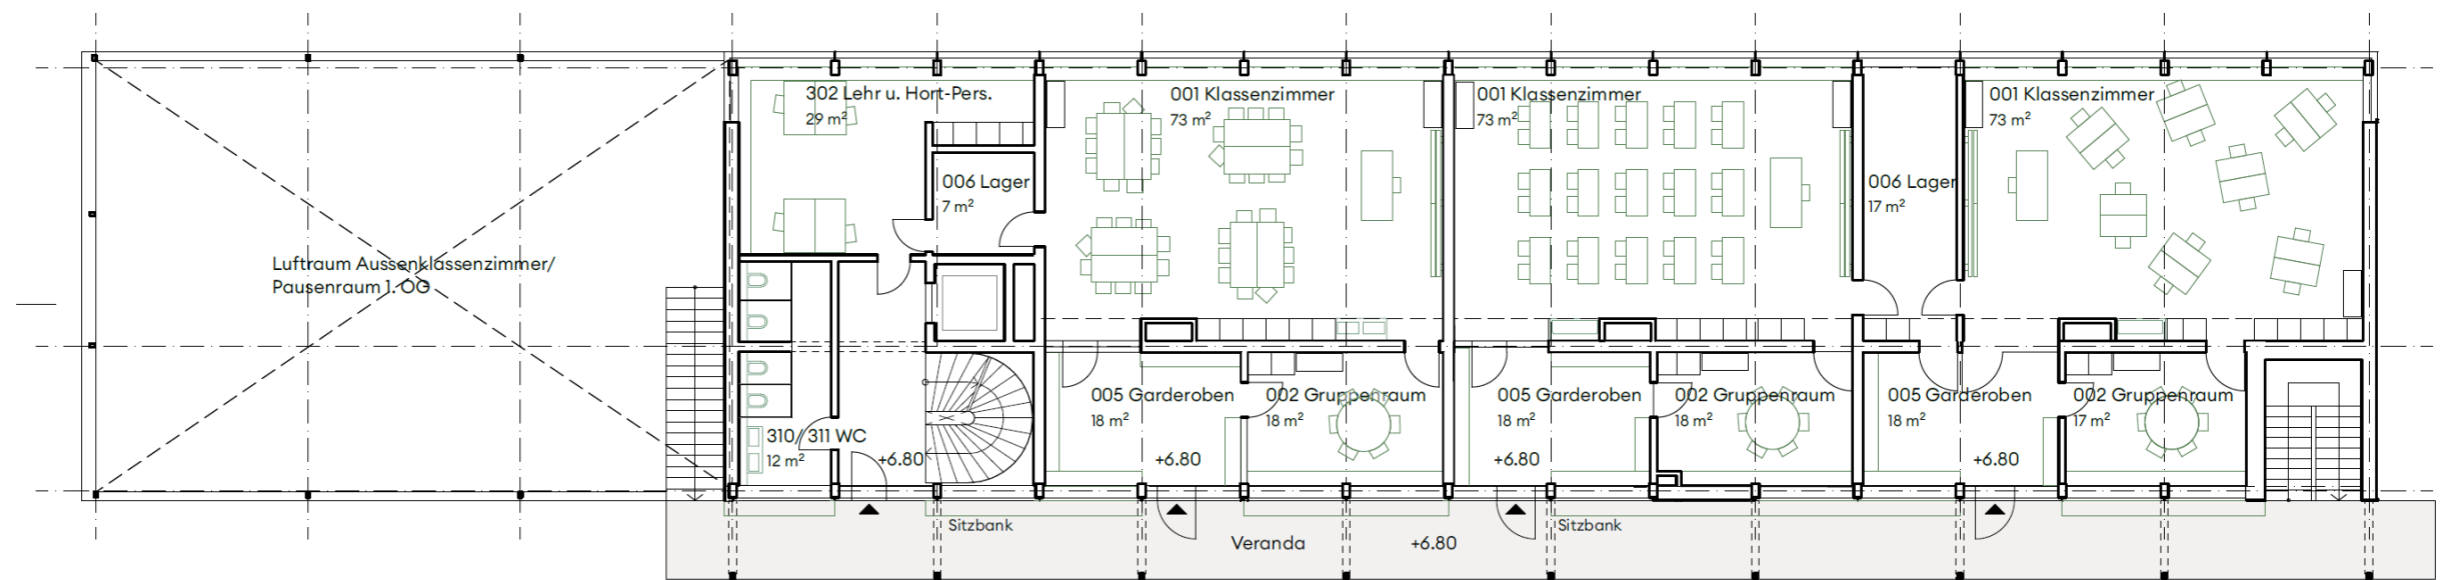 302 Lehr u. Hort-Pers.
29 m²
001 Klassenzimmer
73 m²
001 Klassenzimmer
73 m²
001 Klassenzimmer
73 m²
006 Lager
7 m²
006 Lager
17 m²
Luftraum Aussenklassenzimmer/
Pausenraum 1. OG
005 Garderoben
18 m²
002 Gruppenraum
18 m²
005 Garderoben
18 m²
002 Gruppenraum
18 m²
005 Garderoben
18 m²
002 Gruppenraum
17 m²
310/ 311 WC
12 m²
+6.80
+6.80
+6.80
+6.80
Sitzbank
Sitzbank
Veranda
+6.80